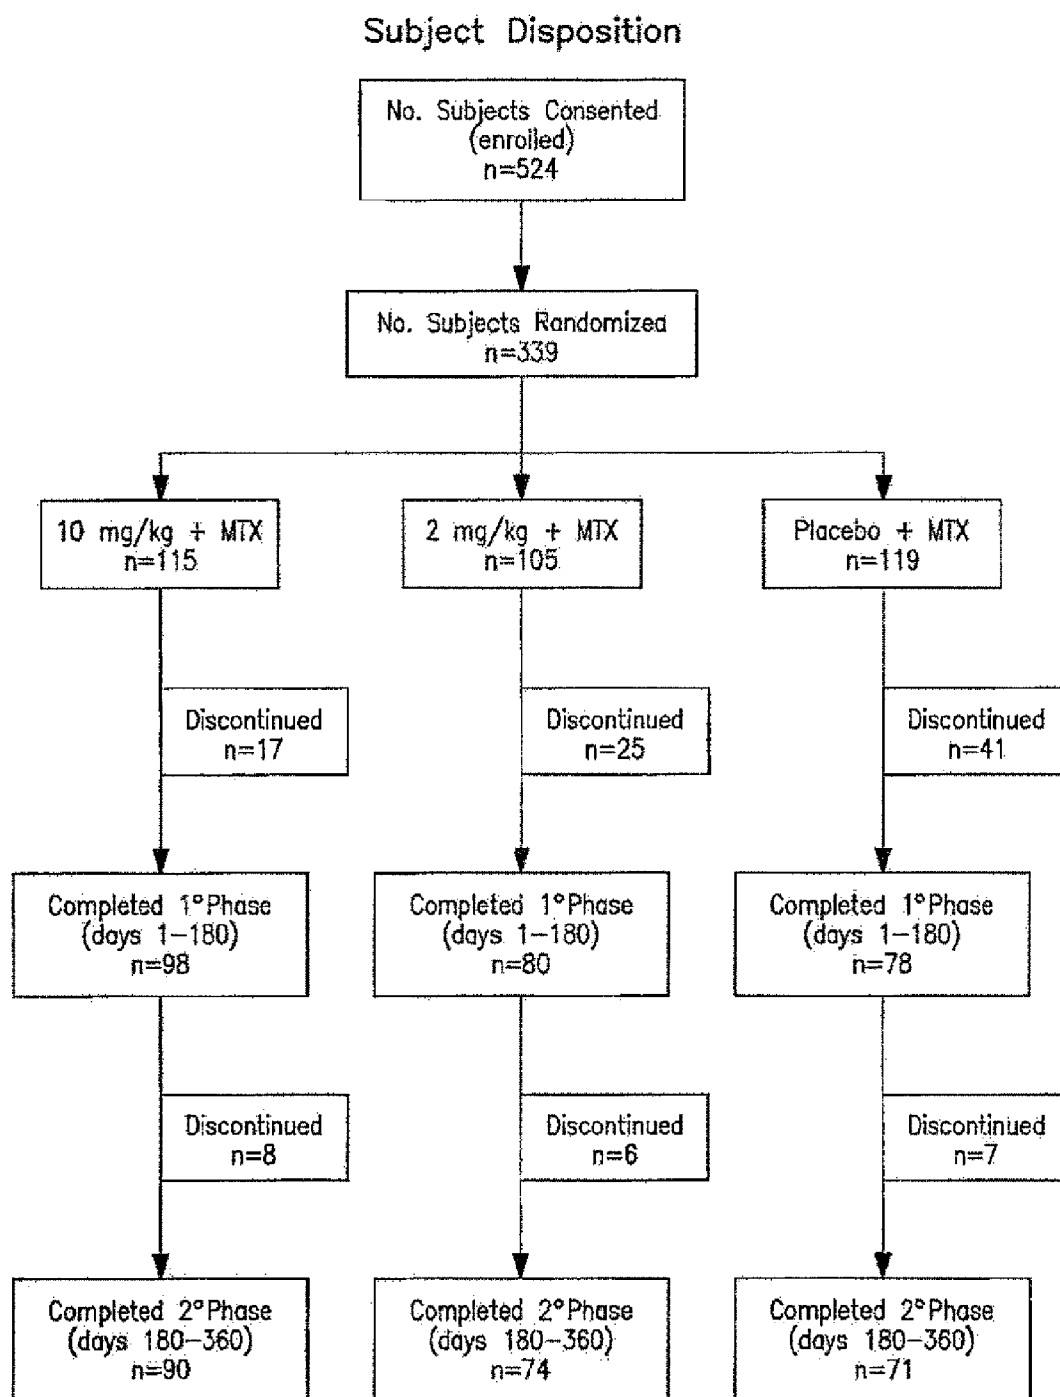 Subject Disposition
No. Subjects Consented
(enrolled)
n=524
No. Subjects Randomized
n=339
10 mg/kg + MTX
n=115
2 mg/kg + MTX
n=105
Placebo + MTX
n=119
Discontinued
n=17
Discontinued
n=25
Discontinued
n=41
Completed 1°Phase
(days 1-180)
n=98
Completed 1°Phase
(days 1-180)
n=80
Completed 1°Phase
(days 1-180)
n=78
Discontinued
n=8
Discontinued
n=6
Discontinued
n=7
Completed 2°Phase
(days 180-360)
n=90
Completed 2°Phase
(days 180-360)
n=74
Completed 2°Phase
(days 180-360)
n=71